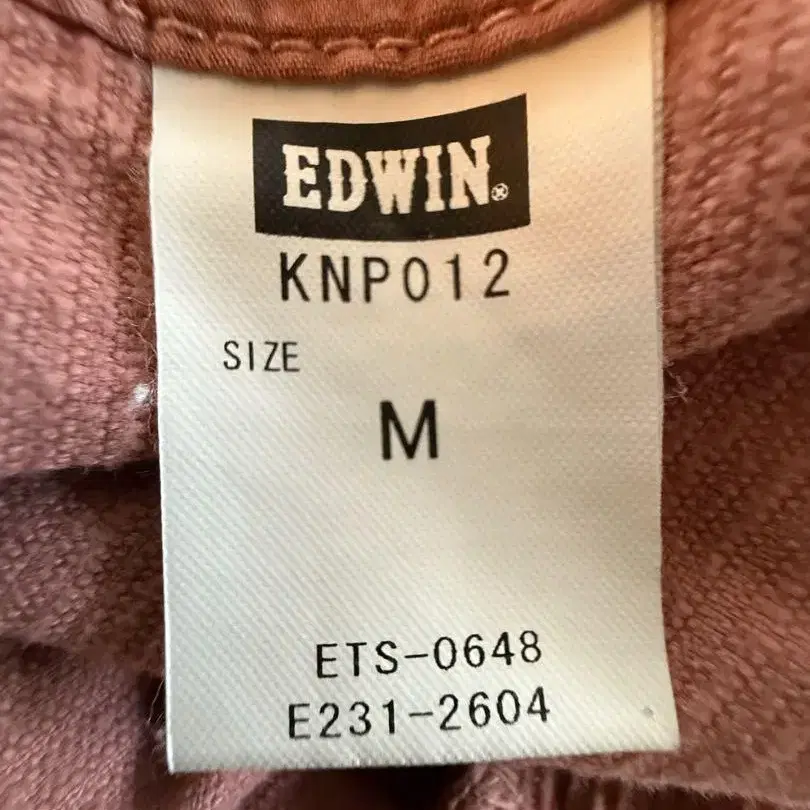 EDWIN®
KNP012
SIZE
M
ETS-0648
E231-2604